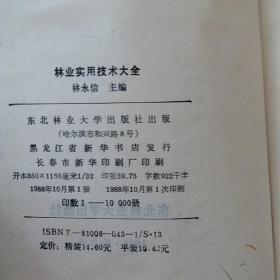 林业实用技术大全
林永信 主编
东北林业大学出版社出版
(哈尔滨市和兴路8号)
黑龙江省新华书店发行
长春市新华印刷厂印刷
开本850×1168毫米1/32 印张39.75 字数922千字
1988年10月第1版 1988年10月第1次印刷
印数1—10 000册
ISBN7-81008-043-1/S·13
定价:精装14.60元 平装10.60元